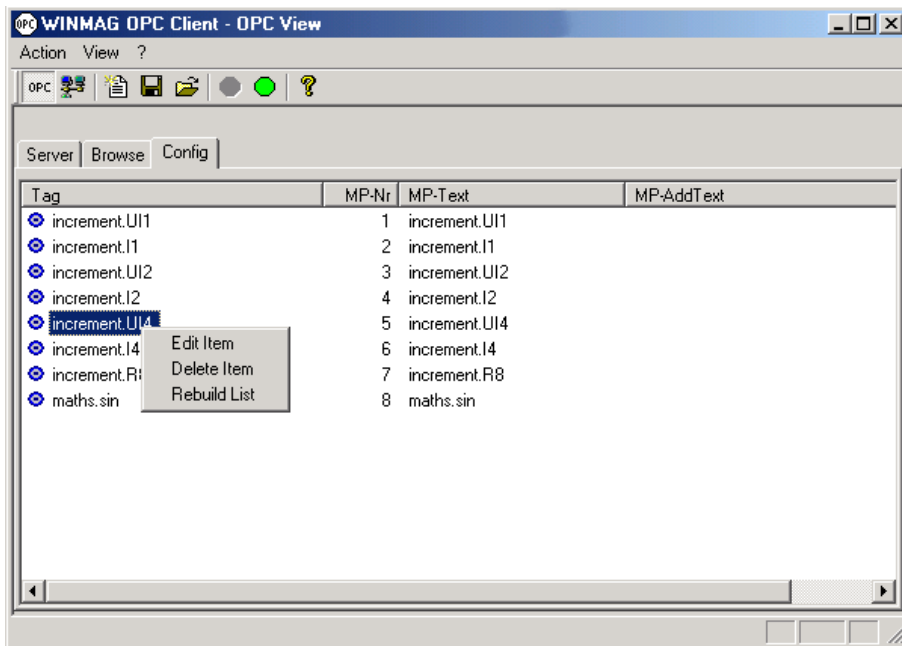 OPC WINMAG OPC Client - OPC View
Action View ?
OPC
Server Browse Config
Tag MP-Nr MP-Text MP-AddText
increment.UI1 1 increment.UI1
increment.I1 2 increment.I1
increment.UI2 3 increment.UI2
increment.I2 4 increment.I2
increment.UI4 5 increment.UI4
increment.I4 6 increment.I4
increment.R8 7 increment.R8
maths.sin 8 maths.sin
Edit Item
Delete Item
Rebuild List